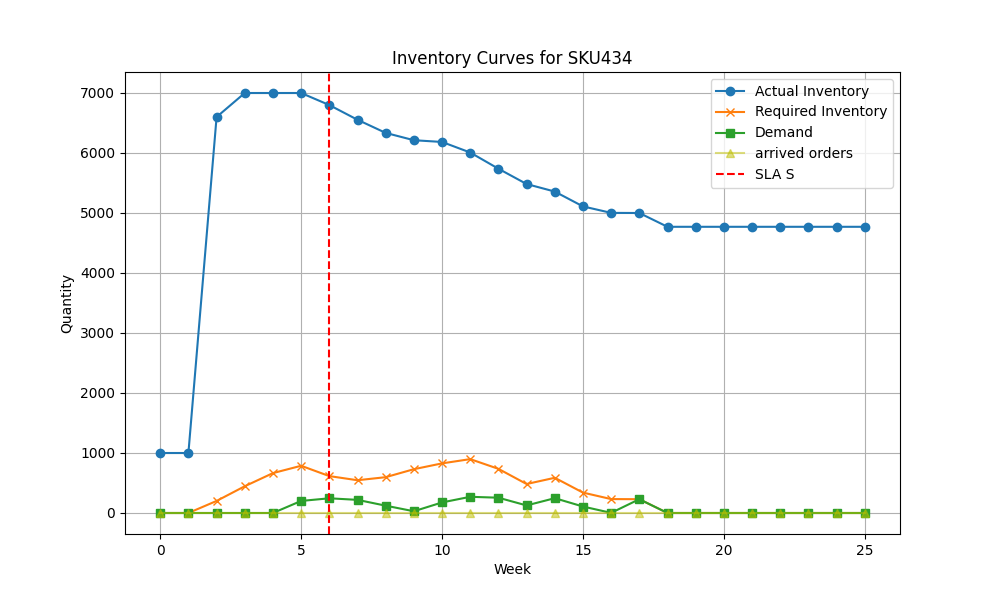 Inventory Curves for SKU434
7000
6000
5000
4000
3000
2000
1000
0
Quantity
Actual Inventory
Required Inventory
Demand
arrived orders
SLA S
0 5 10 15 20 25
Week